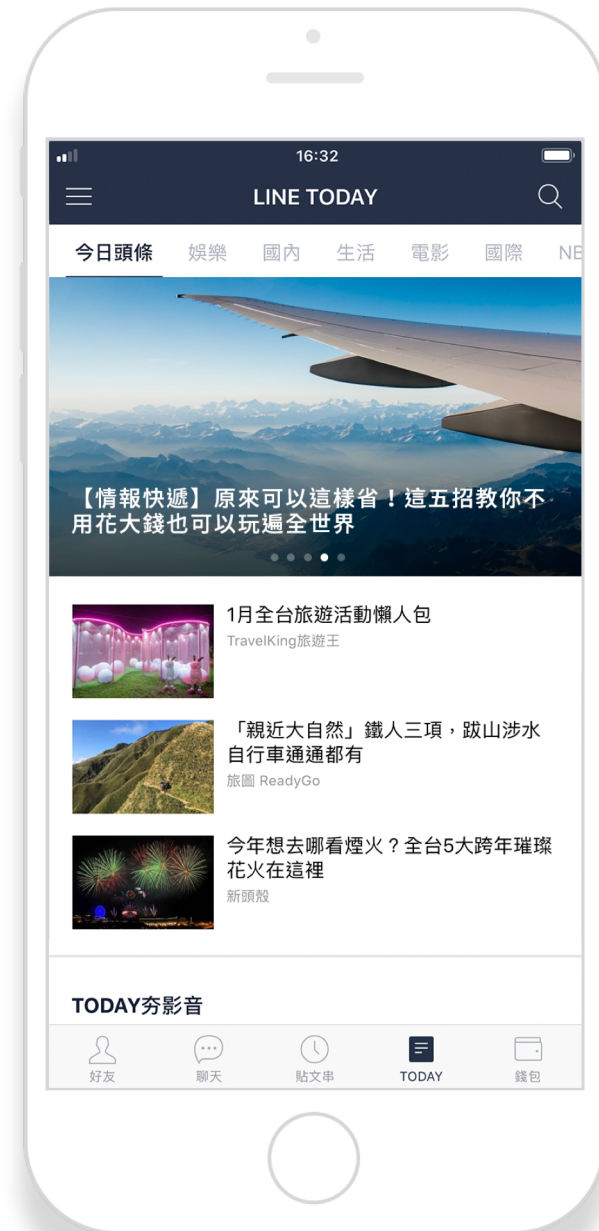 16:32
LINE TODAY
今日頭條 娛樂 國內 生活 電影 國際 NB
【情報快遞】原來可以這樣省！這五招教你不
用花大錢也可以玩遍全世界
1月全台旅遊活動懶人包
TravelKing旅遊王
「親近大自然」鐵人三項，跋山涉水
自行車通通都有
旅圖 ReadyGo
今年想去哪看煙火？全台5大跨年璀璨
花火在這裡
新頭殼
TODAY夯影音
好友 聊天 貼文串 TODAY 錢包